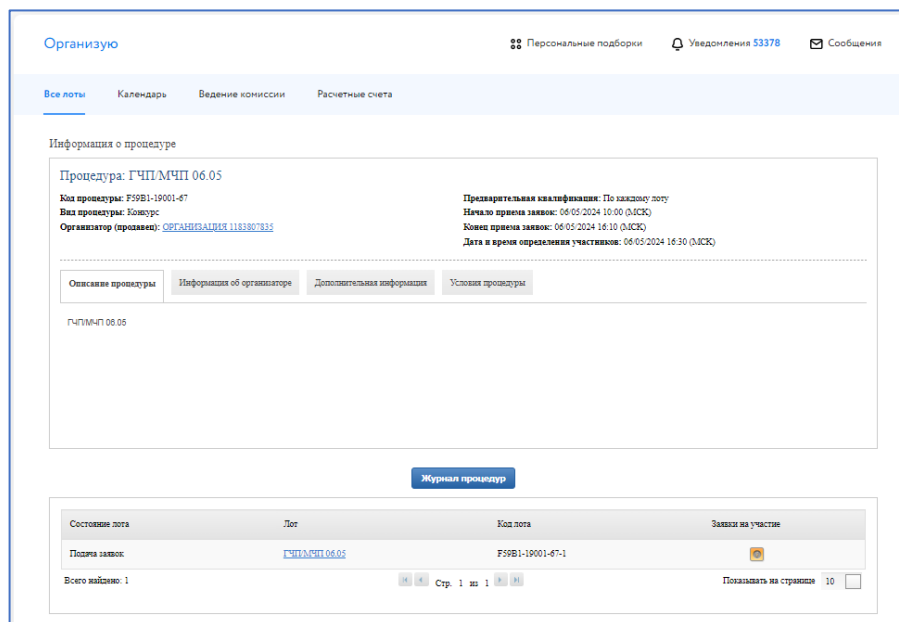 Организую Персональные подборки Уведомления 53378 Сообщения
Все лоты Календарь Ведение комиссии Расчетные счета
Информация о процедуре
Процедура: ГЧП/МЧП 06.05
Код процедуры: F59B1-19001-67
Вид процедуры: Конкурс
Организатор (продавец): ОРГАНИЗАЦИЯ 1183807835
Предварительная квалификация: По каждому лоту
Начало приема заявок: 06/05/2024 10:00 (МСК)
Конец приема заявок: 06/05/2024 16:10 (МСК)
Дата и время определения участников: 06/05/2024 16:30 (МСК)
Описание процедуры Информация об организаторе Дополнительная информация Условия процедуры
ГЧП/МЧП 06.05
Журнал процедур
Состояние лота Лот Код лота Заявки на участие
Подача заявок ГЧП/МЧП 06.05 F59B1-19001-67-1
Всего найдено: 1 Стр. 1 из 1 Показывать на странице 10